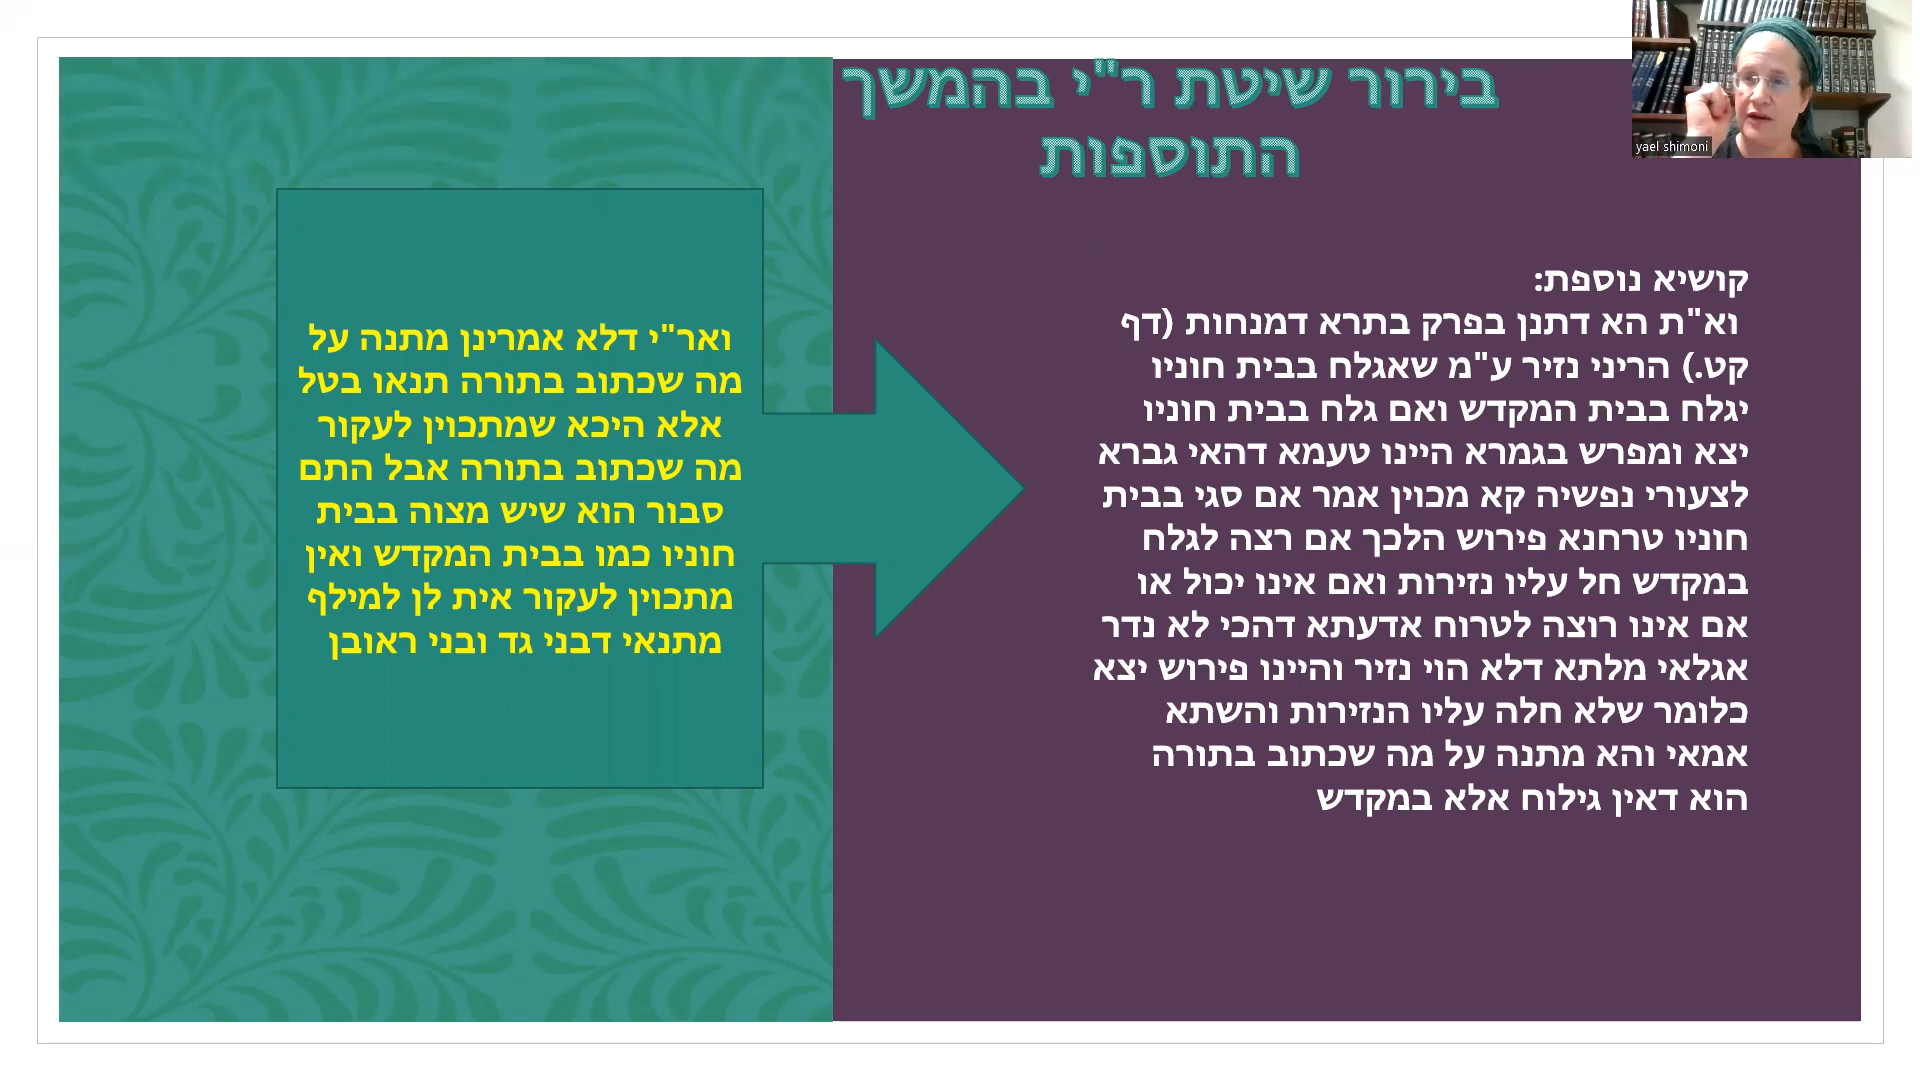 בירור שיטת ר"י בהמשך
התוספות
yael shimoni
קושיא נוספת:
וא"ת הא דתנן בפרק בתרא דמנחות (דף
קט.) הריני נזיר ע"מ שאגלח בבית חוניו
יגלח בבית המקדש ואם גלח בבית חוניו
יצא ומפרש בגמרא היינו טעמא דהאי גברא
לצעורי נפשיה קא מכוין אמר אם סגי בבית
חוניו טרחנא פירוש הלכך אם רצה לגלח
במקדש חל עליו נזירות ואם אינו יכול או
אם אינו רוצה לטרוח אדעתא דהכי לא נדר
אגלאי מלתא דלא הוי נזיר והיינו פירוש יצא
כלומר שלא חלה עליו הנזירות והשתא
אמאי והא מתנה על מה שכתוב בתורה
הוא דאין גילוח אלא במקדש
ואר"י דלא אמרינן מתנה על
מה שכתוב בתורה תנאו בטל
אלא היכא שמתכוין לעקור
מה שכתוב בתורה אבל התם
סבור הוא שיש מצוה בבית
חוניו כמו בבית המקדש ואין
מתכוין לעקור אית לן למילף
מתנאי דבני גד ובני ראובן